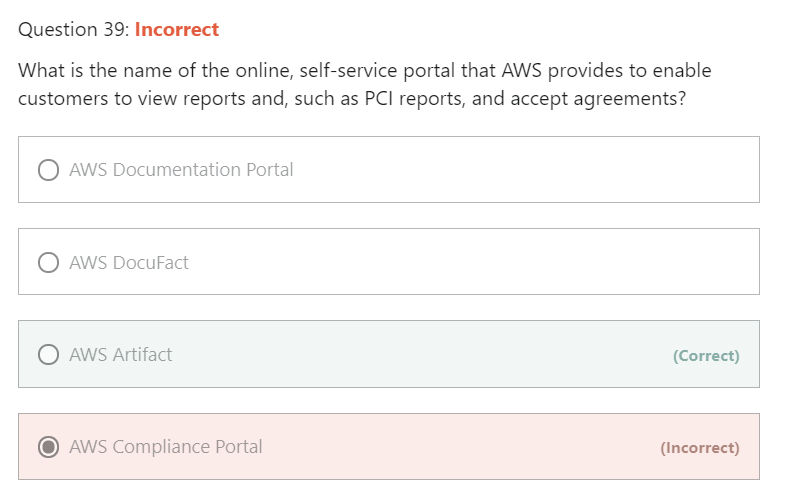 Question 39: Incorrect
What is the name of the online, self-service portal that AWS provides to enable
customers to view reports and, such as PCI reports, and accept agreements?
AWS Documentation Portal
AWS DocuFact
AWS Artifact (Correct)
AWS Compliance Portal (Incorrect)